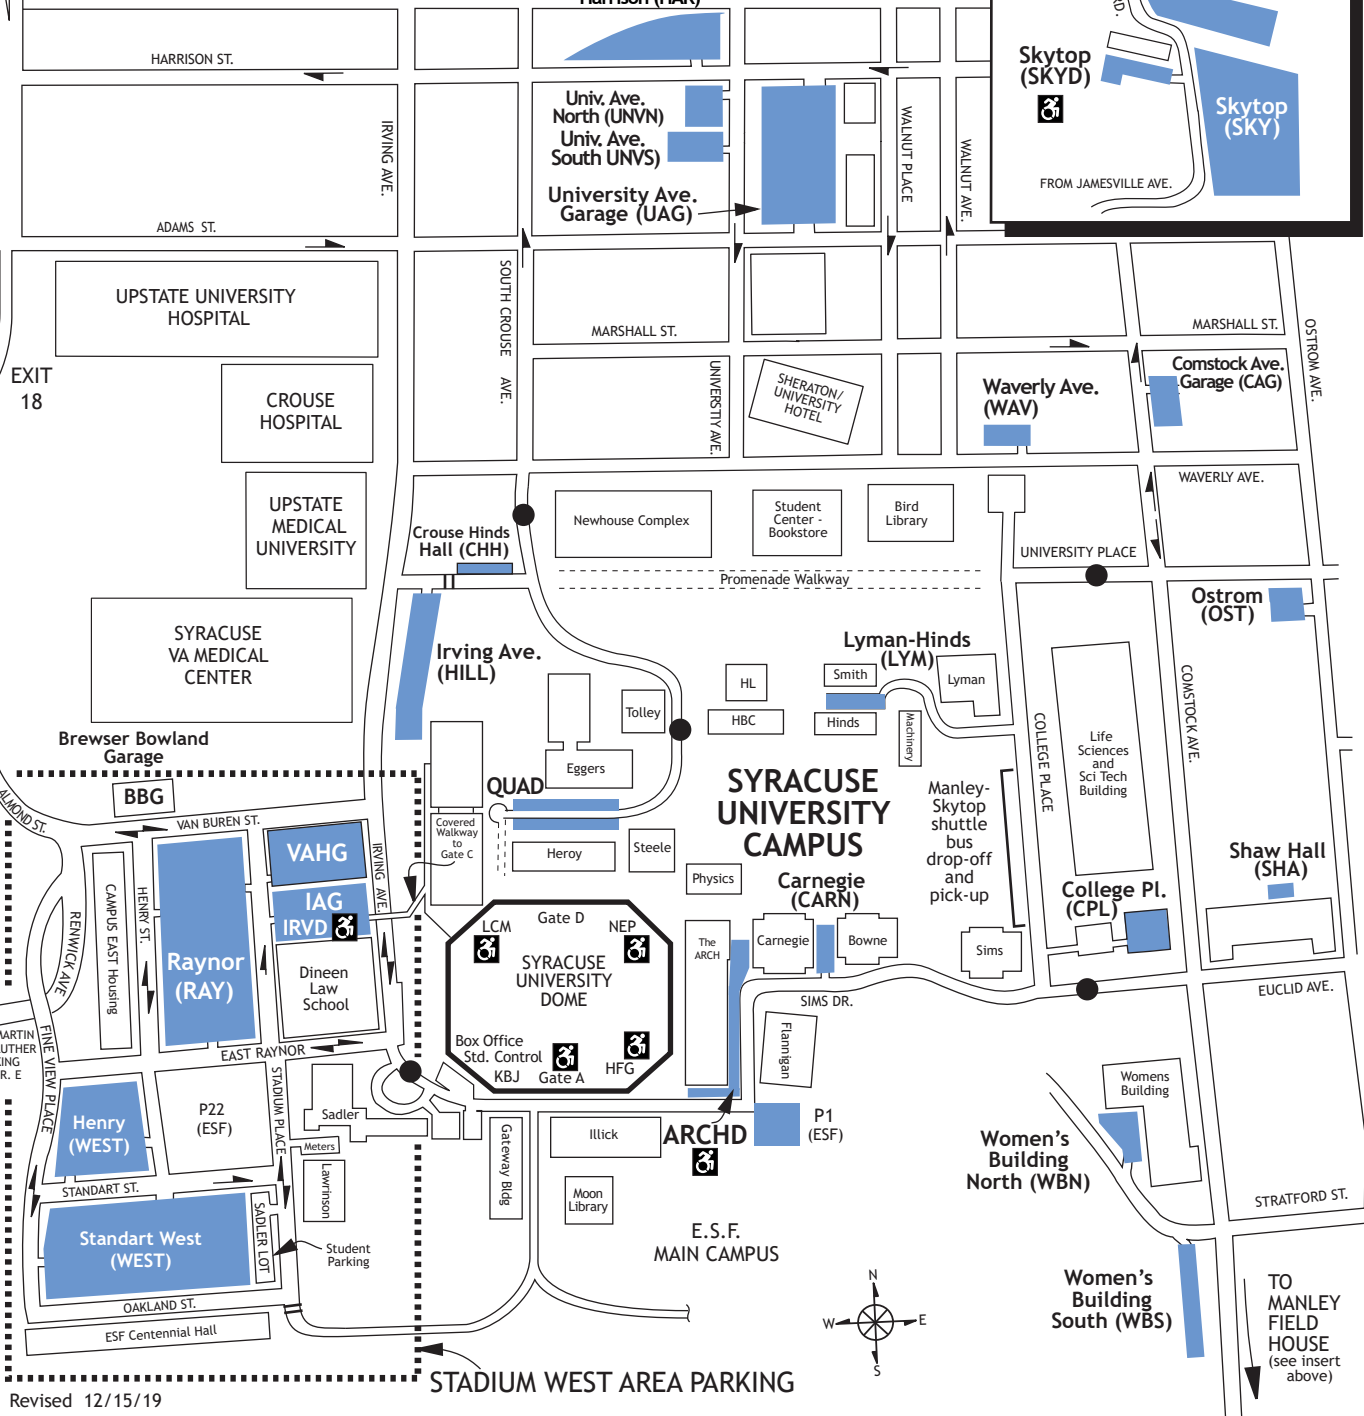 Harrison (HAR)
HARRISON ST.
RD.
Skytop
(SKYD)
Skytop
(SKY)
FROM JAMESVILLE AVE.
Univ. Ave.
North (UNVN)
Univ. Ave.
South UNVS)
University Ave.
Garage (UAG)
IRVING AVE.
WALNUT PLACE
WALNUT AVE.
ADAMS ST.
UPSTATE UNIVERSITY
HOSPITAL
SOUTH CROUSE AVE.
MARSHALL ST.
MARSHALL ST.
OSTROM AVE.
EXIT
18
CROUSE
HOSPITAL
UNIVERSTIY AVE.
SHERATON/
UNIVERSITY
HOTEL
Waverly Ave.
(WAV)
Comstock Ave.
Garage (CAG)
WAVERLY AVE.
UPSTATE
MEDICAL
UNIVERSITY
Crouse Hinds
Hall (CHH)
Newhouse Complex
Student
Center -
Bookstore
Bird
Library
UNIVERSITY PLACE
Promenade Walkway
Ostrom
(OST)
SYRACUSE
VA MEDICAL
CENTER
Irving Ave.
(HILL)
Lyman-Hinds
(LYM)
Smith
Lyman
HL
HBC
Hinds
Machinery
Tolley
COLLEGE PLACE
COMSTOCK AVE.
Life
Sciences
and
Sci Tech
Building
Brewser Bowland
Garage
BBG
ALMOND ST.
VAN BUREN ST.
Eggers
QUAD
SYRACUSE
UNIVERSITY
CAMPUS
Manley-
Skytop
shuttle
bus
drop-off
and
pick-up
Covered
Walkway
to
Gate C
Heroy
Steele
Physics
VAHG
IRVING AVE.
IAG
IRVD
Carnegie
(CARN)
Shaw Hall
(SHA)
College Pl.
(CPL)
RENWICK AVE
CAMPUS EAST Housing
HENRY ST.
Raynor
(RAY)
Dineen
Law
School
LCM
Gate D
NEP
SYRACUSE
UNIVERSITY
DOME
Box Office
Std. Control
KBJ
Gate A
HFG
The
ARCH
Carnegie
Bowne
Sims
SIMS DR.
EUCLID AVE.
MARTIN
LUTHER
KING
R. E
FINE VIEW PLACE
EAST RAYNOR
STADIUM PLACE
Flannigan
Henry
(WEST)
P22
(ESF)
Sadler
Meters
Lawrinson
Gateway Bldg
Illick
ARCHD
P1
(ESF)
Womens
Building
Women's
Building
North (WBN)
STANDART ST.
Moon
Library
STRATFORD ST.
Standart West
(WEST)
SADLER LOT
Student
Parking
E.S.F.
MAIN CAMPUS
OAKLAND ST.
ESF Centennial Hall
N
W
E
S
Women's
Building
South (WBS)
TO
MANLEY
FIELD
HOUSE
(see insert
above)
STADIUM WEST AREA PARKING
Revised 12/15/19